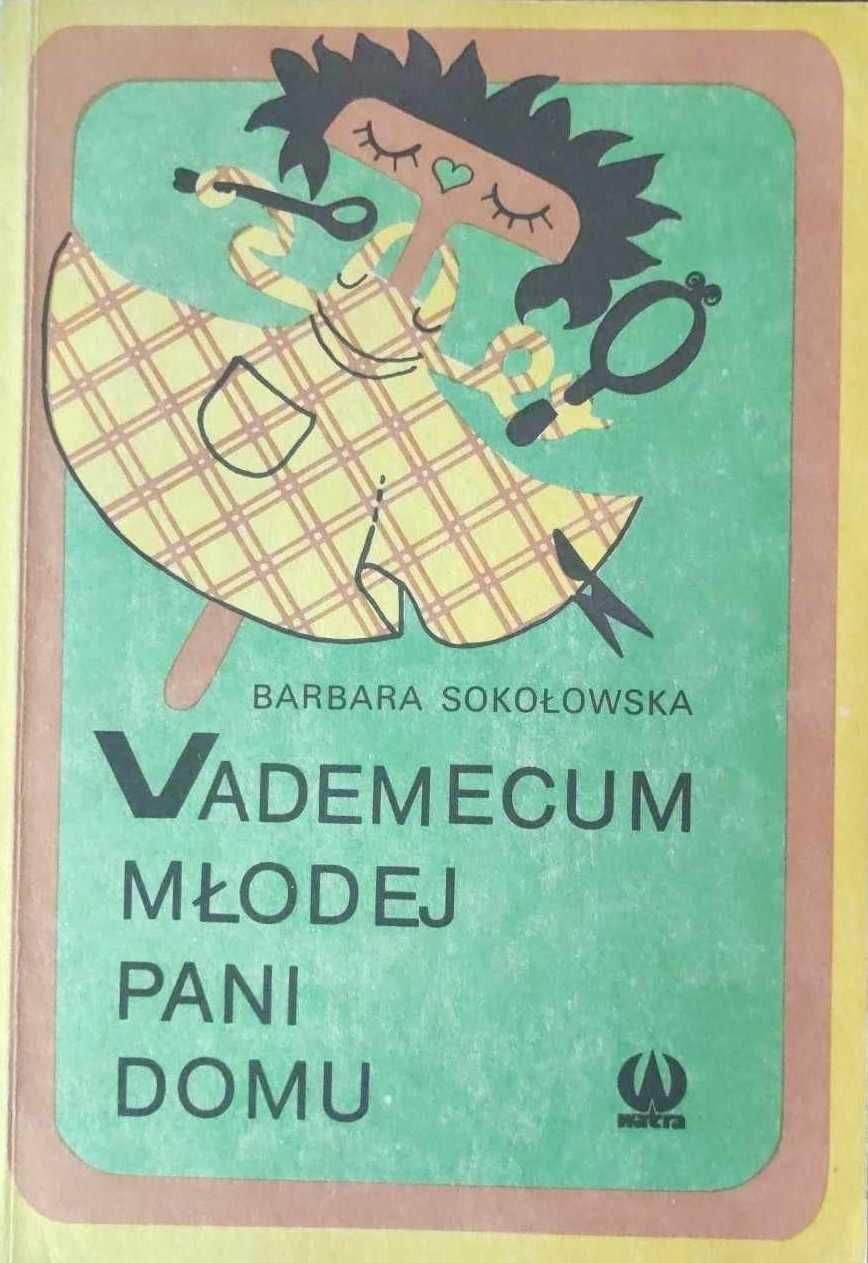 BARBARA SOKOŁOWSKA
VADEMECUM
MŁODEJ
PANI
DOMU
watra